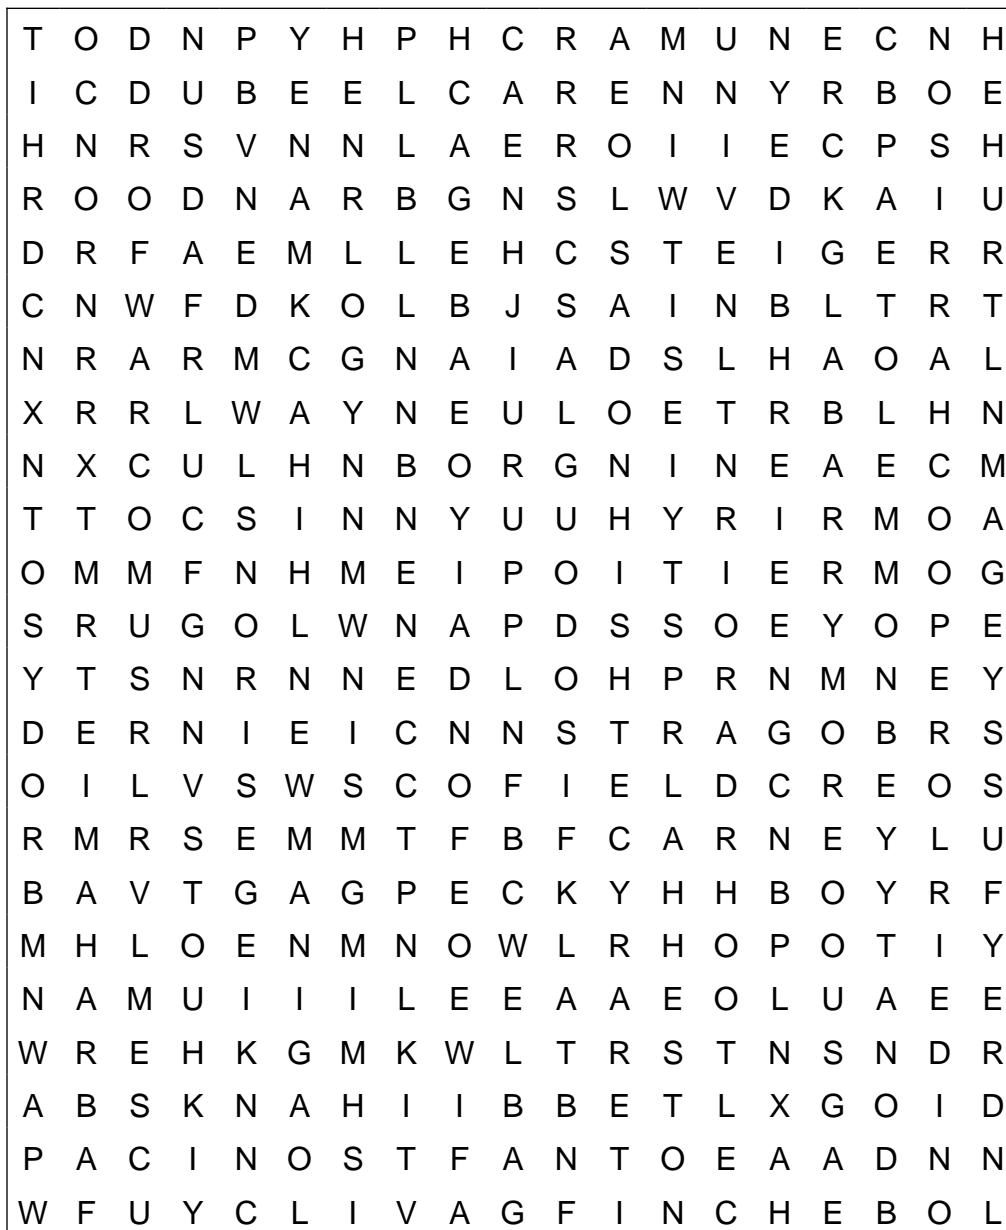 T O D N P Y H P H C R A M U N E C N H
I C D U B E E L C A R E N N Y R B O E
H N R S V N N L A E R O I I E C P S H
R O O D N A R B G N S L W V D K A I U
D R F A E M L L E H C S T E I G E R R
C N W F D K O L B J S A I N B L T R T
N R A R M C G N A I A D S L H A O A L
X R R L W A Y N E U L O E T R B L H N
N X C U L H N B O R G N I N E A E C M
T T O C S I N N Y U U H Y R I R M O A
O M M F N H M E I P O I T I E R M O G
S R U G O L W N A P D S S O E Y O P E
Y T S N R N N E D L O H P R N M N E Y
D E R N I E I C N N S T R A G O B R S
O I L V S W S C O F I E L D C R E O S
R M R S E M M T F B F C A R N E Y L U
B A V T G A G P E C K Y H H B O Y R F
M H L O E N M N O W L R H O P O T I Y
N A M U I I I L E E A A E O L U A E E
W R E H K G M K W L T R S T N S N D R
A B S K N A H I I B B E T L X G O I D
P A C I N O S T F A N T O E A A D N N
W F U Y C L I V A G F I N C H E B O L